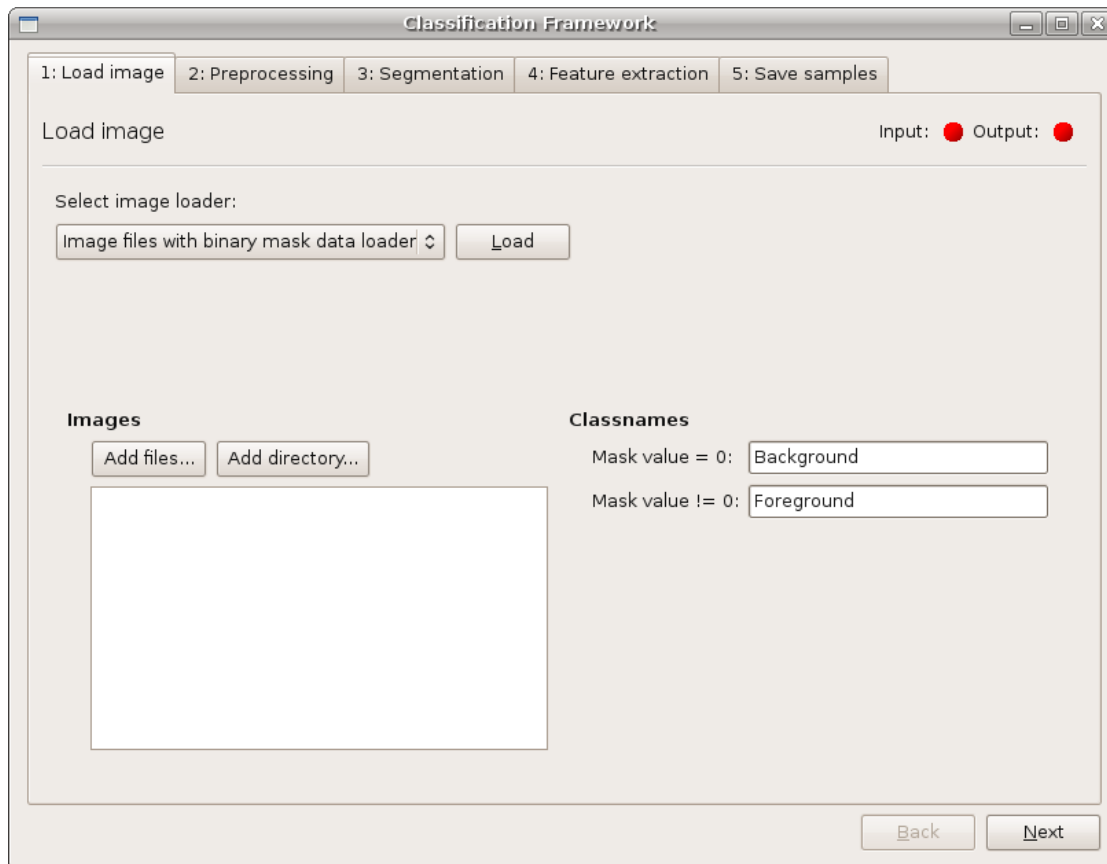 Classification Framework
1: Load image 2: Preprocessing 3: Segmentation 4: Feature extraction 5: Save samples
Load image Input: Output:
Select image loader:
Image files with binary mask data loader Load
Images Classnames
Add files... Add directory... Mask value = 0: Background
Mask value != 0: Foreground
Back Next